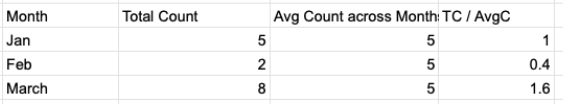 Month Total Count Avg Count across Month TC / AvgC
Jan 5 5 1
Feb 2 5 0.4
March 8 5 1.6